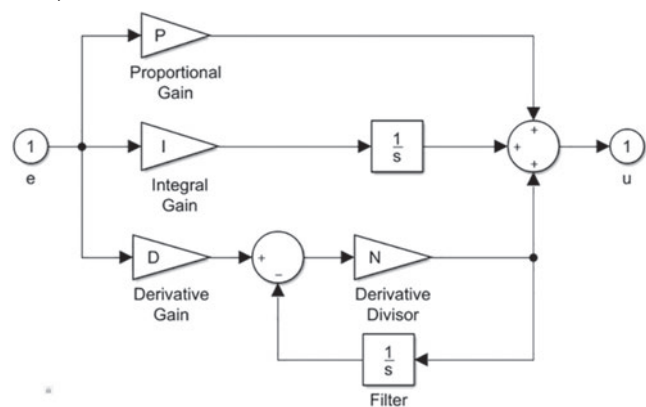 P
Proportional
Gain
1
e
I
Integral
Gain
1
s
+
+
+
1
u
D
Derivative
Gain
+
−
N
Derivative
Divisor
1
s
Filter